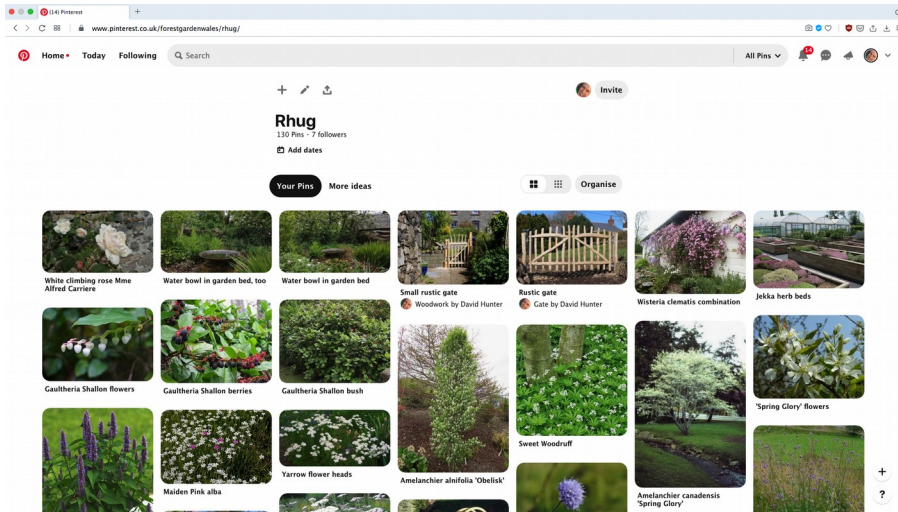 (14) Pinterest
www.pinterest.co.uk/forestgardenwales/rhug/
Home
Today
Following
Search
All Pins
14
Invite
Rhug
130 Pins · 7 followers
Add dates
Your Pins
More ideas
Organise
White climbing rose Mme
Alfred Carriere
Water bowl in garden bed, too
Water bowl in garden bed
Small rustic gate
Woodwork by David Hunter
Rustic gate
Gate by David Hunter
Wisteria clematis combination
Jekka herb beds
Gaultheria Shallon flowers
Gaultheria Shallon berries
Gaultheria Shallon bush
Amelanchier alnifolia 'Obelisk'
Sweet Woodruff
Amelanchier canadensis
'Spring Glory'
'Spring Glory' flowers
Maiden Pink alba
Yarrow flower heads
?